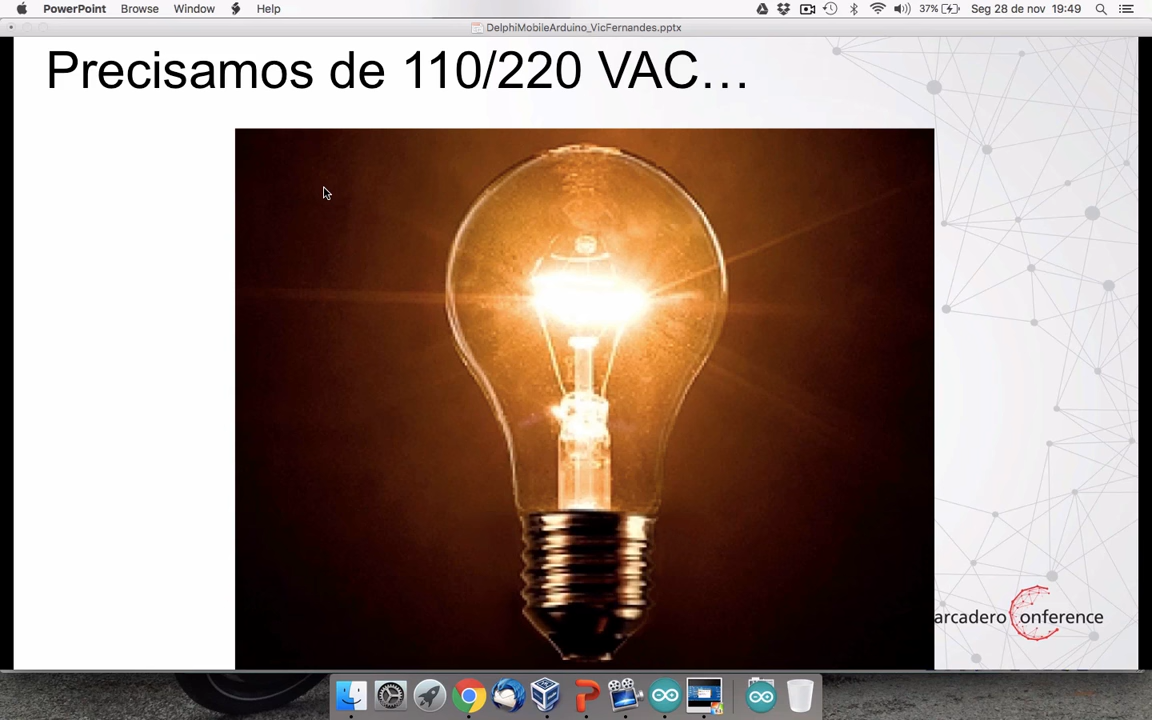 PowerPoint Browse Window Help 37% Seg 28 de nov 19:49
DelphiMobileArduino_VicFernandes.pptx
Precisamos de 110/220 VAC...
arcadero Conference